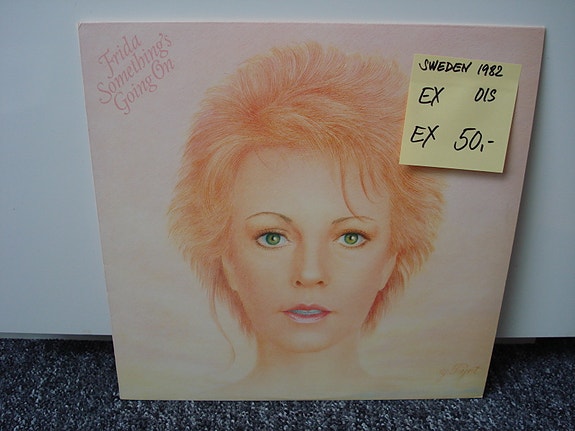 Frida
Something's
Going On
SWEDEN 1982
EX OIS
EX 50,-